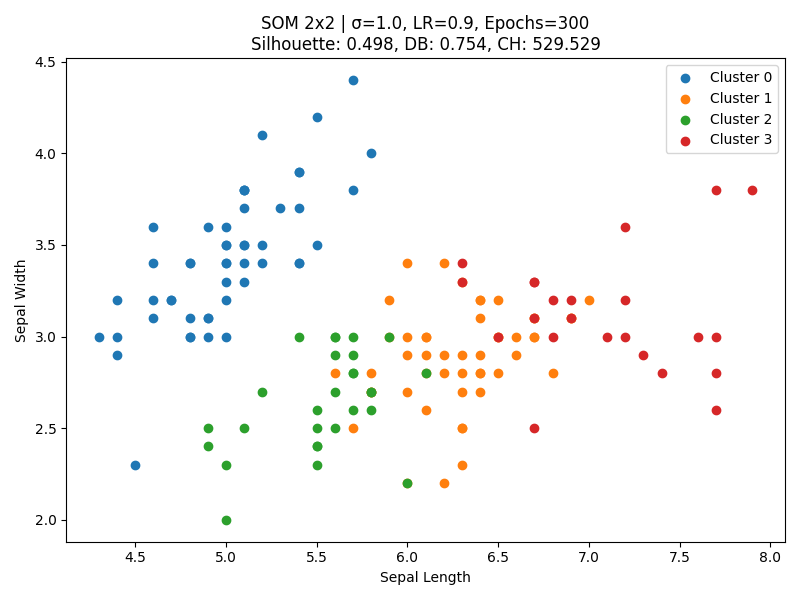 SOM 2x2 | σ=1.0, LR=0.9, Epochs=300
Silhouette: 0.498, DB: 0.754, CH: 529.529
Cluster 0
Cluster 1
Cluster 2
Cluster 3
4.5
4.0
3.5
3.0
2.5
2.0
Sepal Width
4.5 5.0 5.5 6.0 6.5 7.0 7.5 8.0
Sepal Length